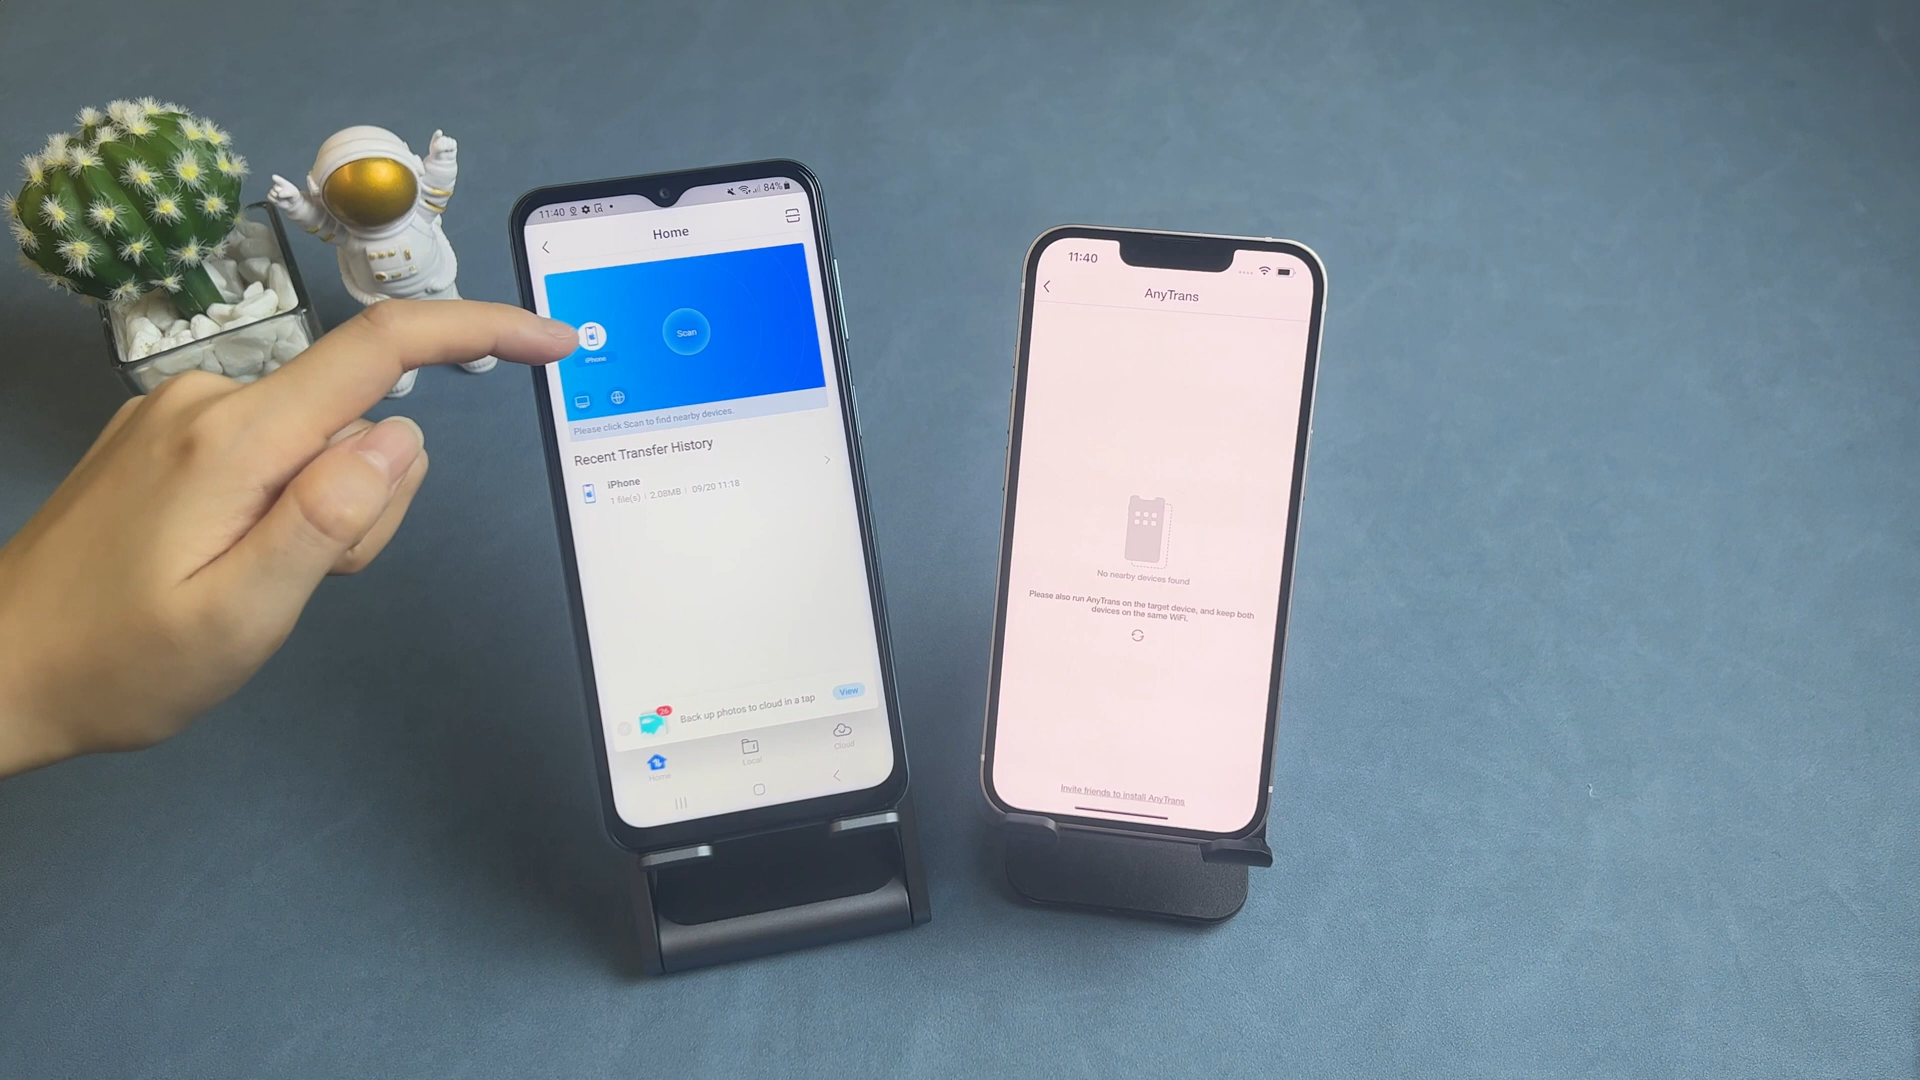 11:40
84%
Home
Scan
iPhone
Please click Scan to find nearby devices.
Recent Transfer History
iPhone
1 file(s) | 2.08MB | 09/20 11:18
26
Back up photos to cloud in a tap
View
Home
Local
Cloud
11:40
AnyTrans
No nearby devices found
Please also run AnyTrans on the target device, and keep both
devices on the same WiFi.
Invite friends to install AnyTrans